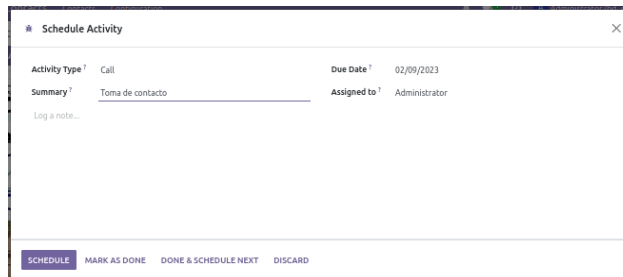 Schedule Activity
Activity Type ? Call
Due Date ? 02/09/2023
Summary ? Toma de contacto
Assigned to ? Administrator
Log a note...
SCHEDULE MARK AS DONE DONE & SCHEDULE NEXT DISCARD